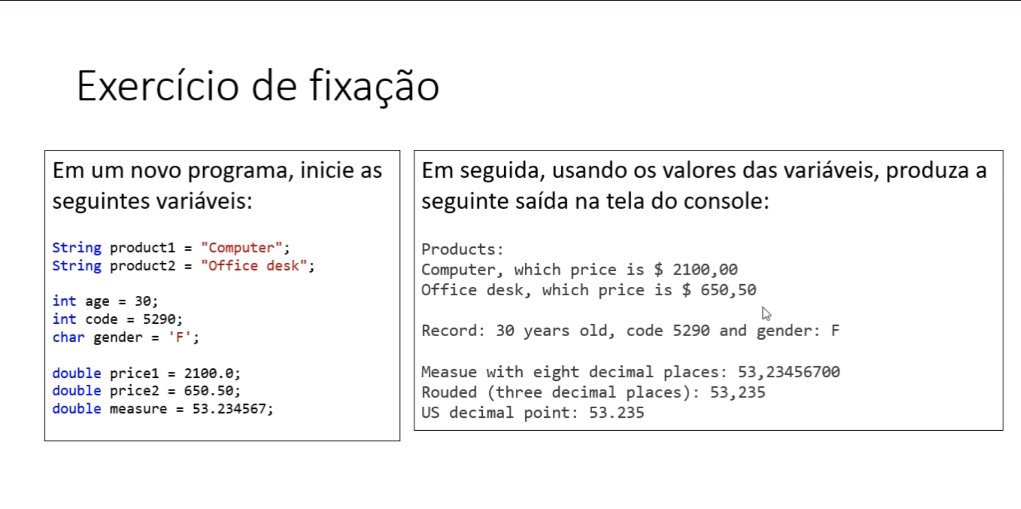 Exercício de fixação
Em um novo programa, inicie as
seguintes variáveis:
String product1 = "Computer";
String product2 = "Office desk";
int age = 30;
int code = 5290;
char gender = 'F';
double price1 = 2100.0;
double price2 = 650.50;
double measure = 53.234567;
Em seguida, usando os valores das variáveis, produza a
seguinte saída na tela do console:
Products:
Computer, which price is $ 2100,00
Office desk, which price is $ 650,50
Record: 30 years old, code 5290 and gender: F
Measue with eight decimal places: 53,23456700
Rouded (three decimal places): 53,235
US decimal point: 53.235